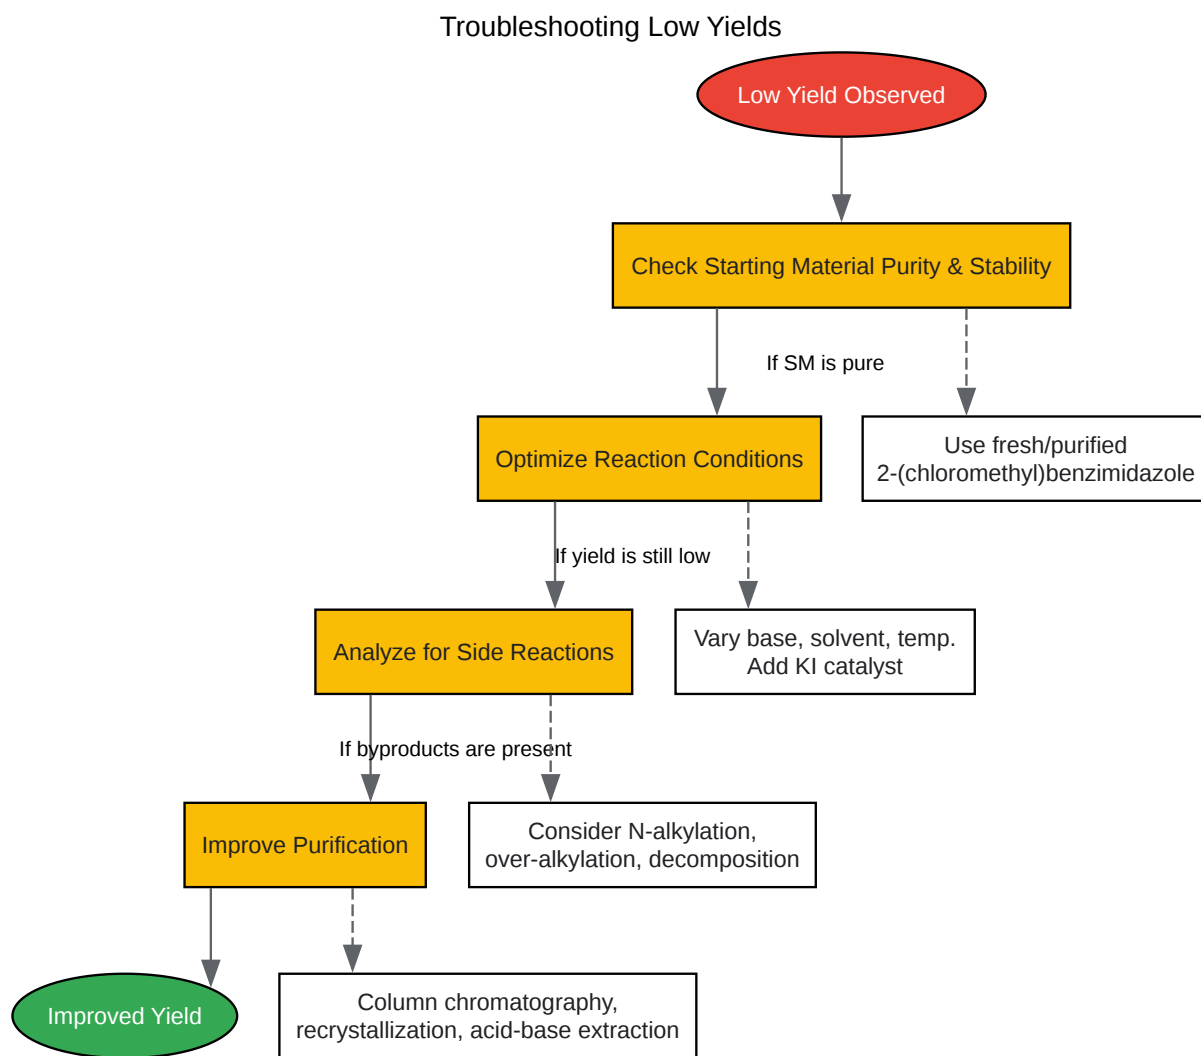 Troubleshooting Low Yields
Low Yield Observed
Check Starting Material Purity & Stability
If SM is pure
Optimize Reaction Conditions
Use fresh/purified
2-(chloromethyl)benzimidazole
If yield is still low
Analyze for Side Reactions
Vary base, solvent, temp.
Add KI catalyst
If byproducts are present
Improve Purification
Consider N-alkylation,
over-alkylation, decomposition
Improved Yield
Column chromatography,
recrystallization, acid-base extraction